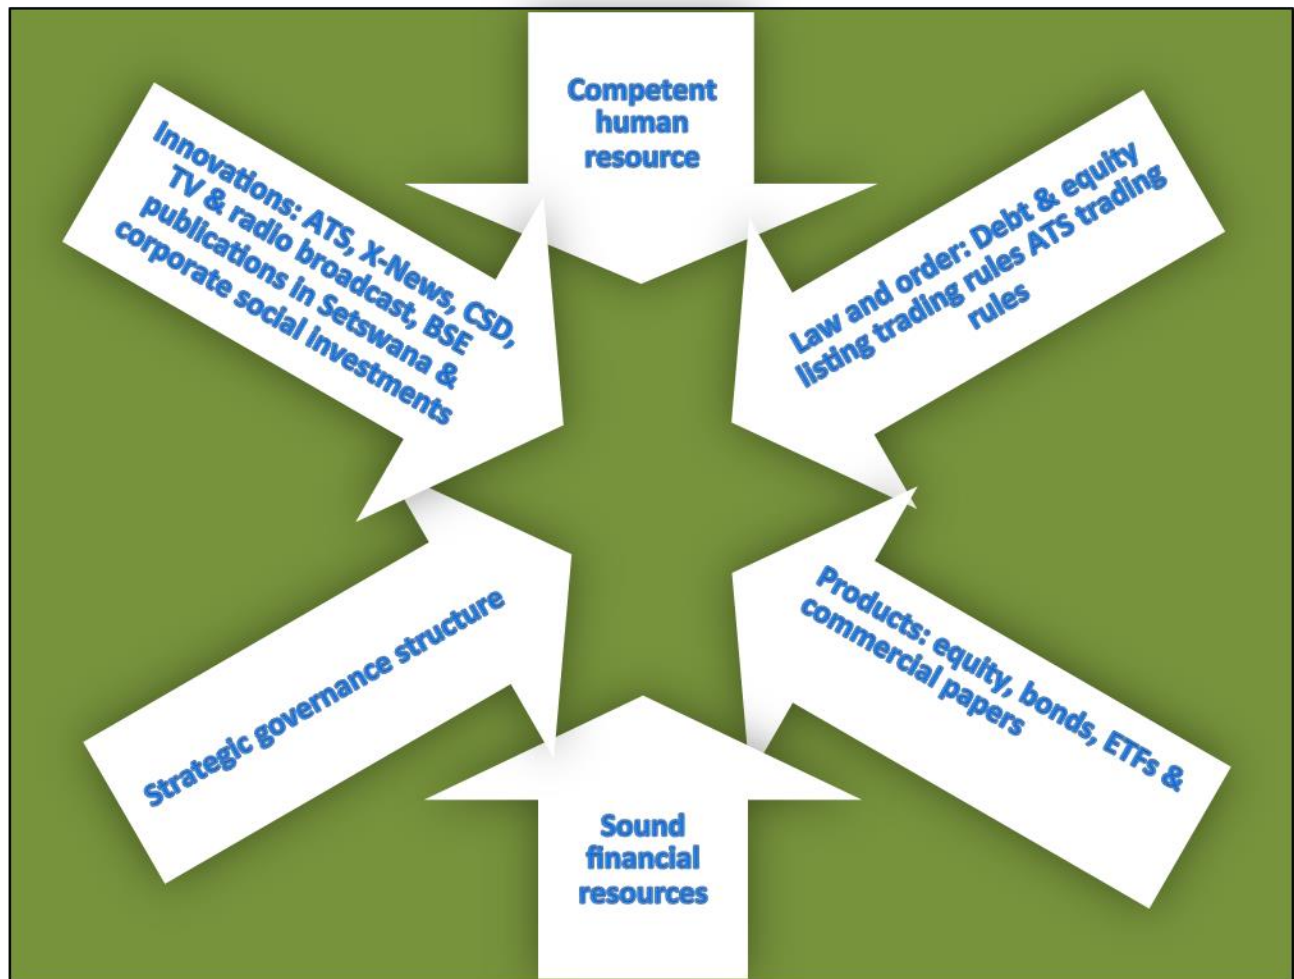 Competent
human
resource
Innovations: ATS, X-News, CSD,
TV & radio broadcast, BSE
publications in Setswana &
corporate social investments
Law and order: Debt & equity
listing trading rules ATS trading
rules
Strategic governance structure
Products: equity, bonds, ETFs &
commercial papers
Sound
financial
resources